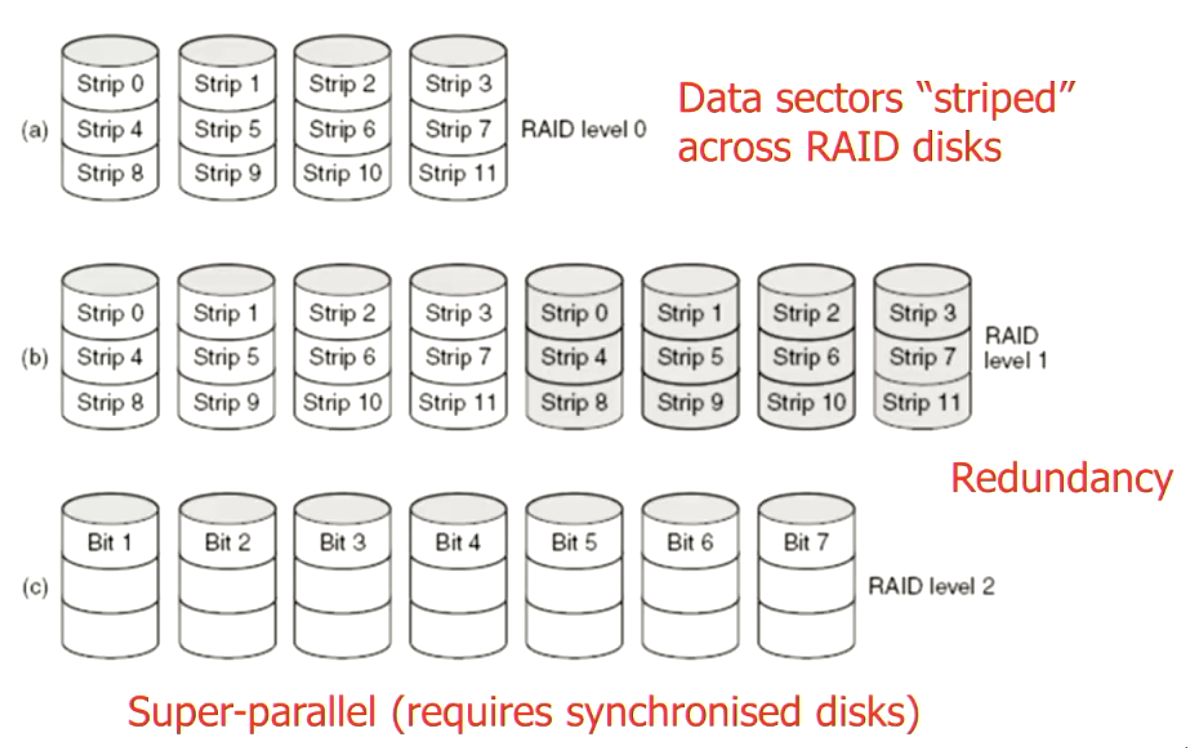 Strip 0 Strip 1 Strip 2 Strip 3
Data sectors “striped”
(a) Strip 4 Strip 5 Strip 6 Strip 7 RAID level 0
across RAID disks
Strip 8 Strip 9 Strip 10 Strip 11
Strip 0 Strip 1 Strip 2 Strip 3 Strip 0 Strip 1 Strip 2 Strip 3
RAID
(b) Strip 4 Strip 5 Strip 6 Strip 7 Strip 4 Strip 5 Strip 6 Strip 7
level 1
Strip 8 Strip 9 Strip 10 Strip 11 Strip 8 Strip 9 Strip 10 Strip 11
Redundancy
Bit 1 Bit 2 Bit 3 Bit 4 Bit 5 Bit 6 Bit 7
(c) RAID level 2
Super-parallel (requires synchronised disks)